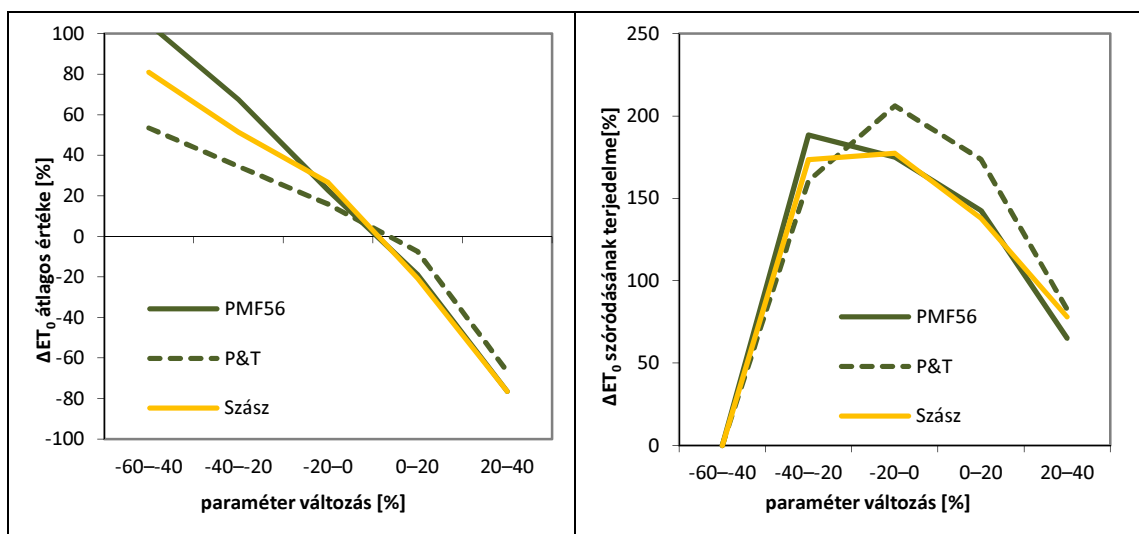 ΔET₀ átlagos értéke [%]
100
80
60
40
20
0
-20
-40
-60
-80
-100
PMF56
P&T
Szász
-60–-40
-40–-20
-20–0
0–20
20–40
paraméter változás [%]
ΔET₀ szóródásának terjedelme[%]
250
200
150
100
50
0
PMF56
P&T
Szász
-60–-40
-40–-20
-20–0
0–20
20–40
paraméter változás [%]